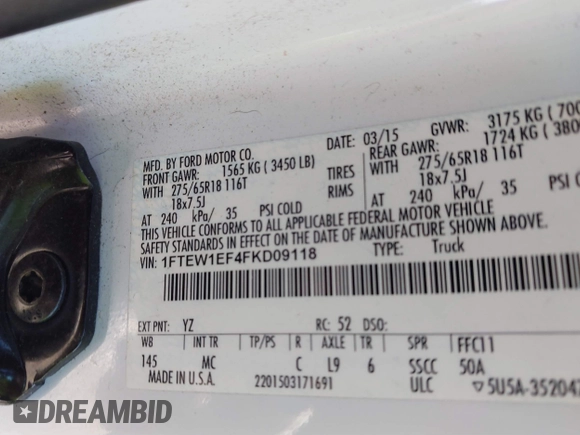 MFD. BY FORD MOTOR CO.
DATE: 03/15 GVWR: 3175 KG ( 700
FRONT GAWR: 1565 KG ( 3450 LB) REAR GAWR: 1724 KG ( 380
WITH 275/65R18 116T TIRES WITH 275/65R18 116T
18x7.5J RIMS 18x7.5J
AT 240 kPa/ 35 PSI COLD AT 240 kPa/ 35 PSI COLD
THIS VEHICLE CONFORMS TO ALL APPLICABLE FEDERAL MOTOR VEHICLE
SAFETY STANDARDS IN EFFECT ON THE DATE OF MANUFACTURE SHOWN
VIN: 1FTEW1EF4FKD09118 TYPE: Truck
EXT PNT: YZ RC: 52 DSO:
WB INT TR TP/PS R AXLE TR SPR FFC11
145 MC C L9 6 SSCC 50A
MADE IN U.S.A. 2201503171691 ULC ▽5U5A-35204
DREAMBID